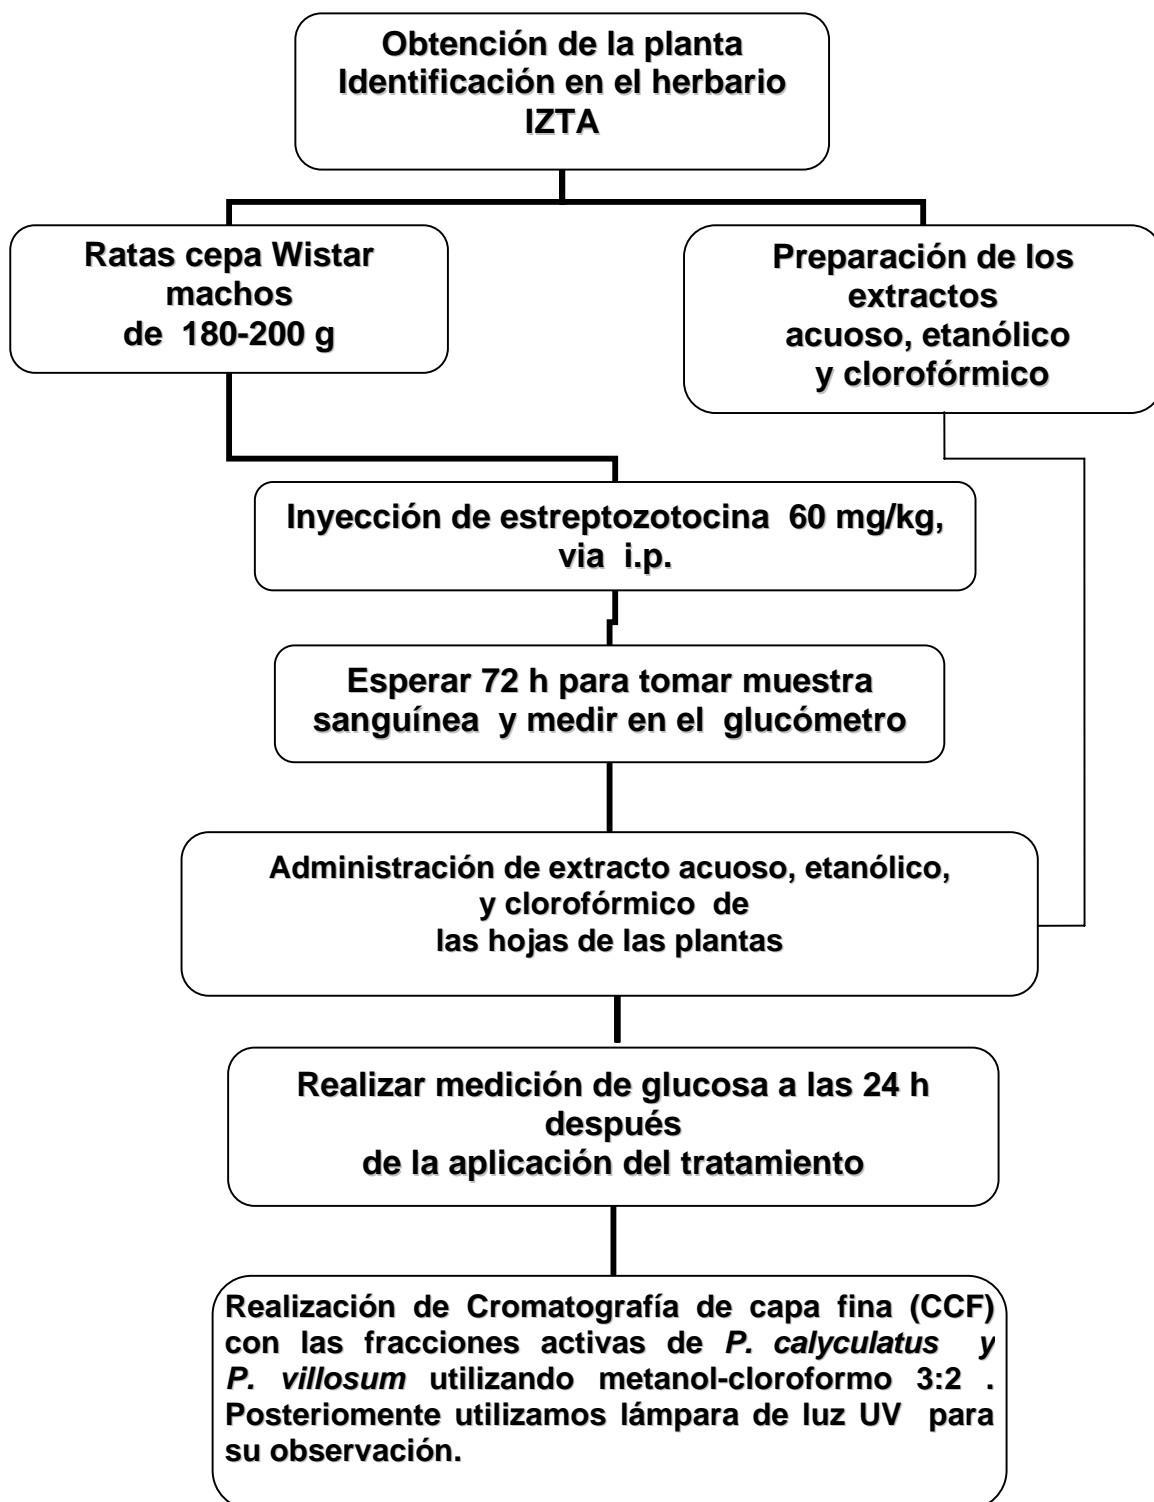 Obtención de la planta
Identificación en el herbario
IZTA
Ratas cepa Wistar
machos
de 180-200 g
Preparación de los
extractos
acuoso, etanólico
y clorofórmico
Inyección de estreptozotocina 60 mg/kg,
via i.p.
Esperar 72 h para tomar muestra
sanguínea y medir en el glucómetro
Administración de extracto acuoso, etanólico,
y clorofórmico de
las hojas de las plantas
Realizar medición de glucosa a las 24 h
después
de la aplicación del tratamiento
Realización de Cromatografía de capa fina (CCF)
con las fracciones activas de P. calyculatus y
P. villosum utilizando metanol-cloroformo 3:2 .
Posteriomente utilizamos lámpara de luz UV para
su observación.